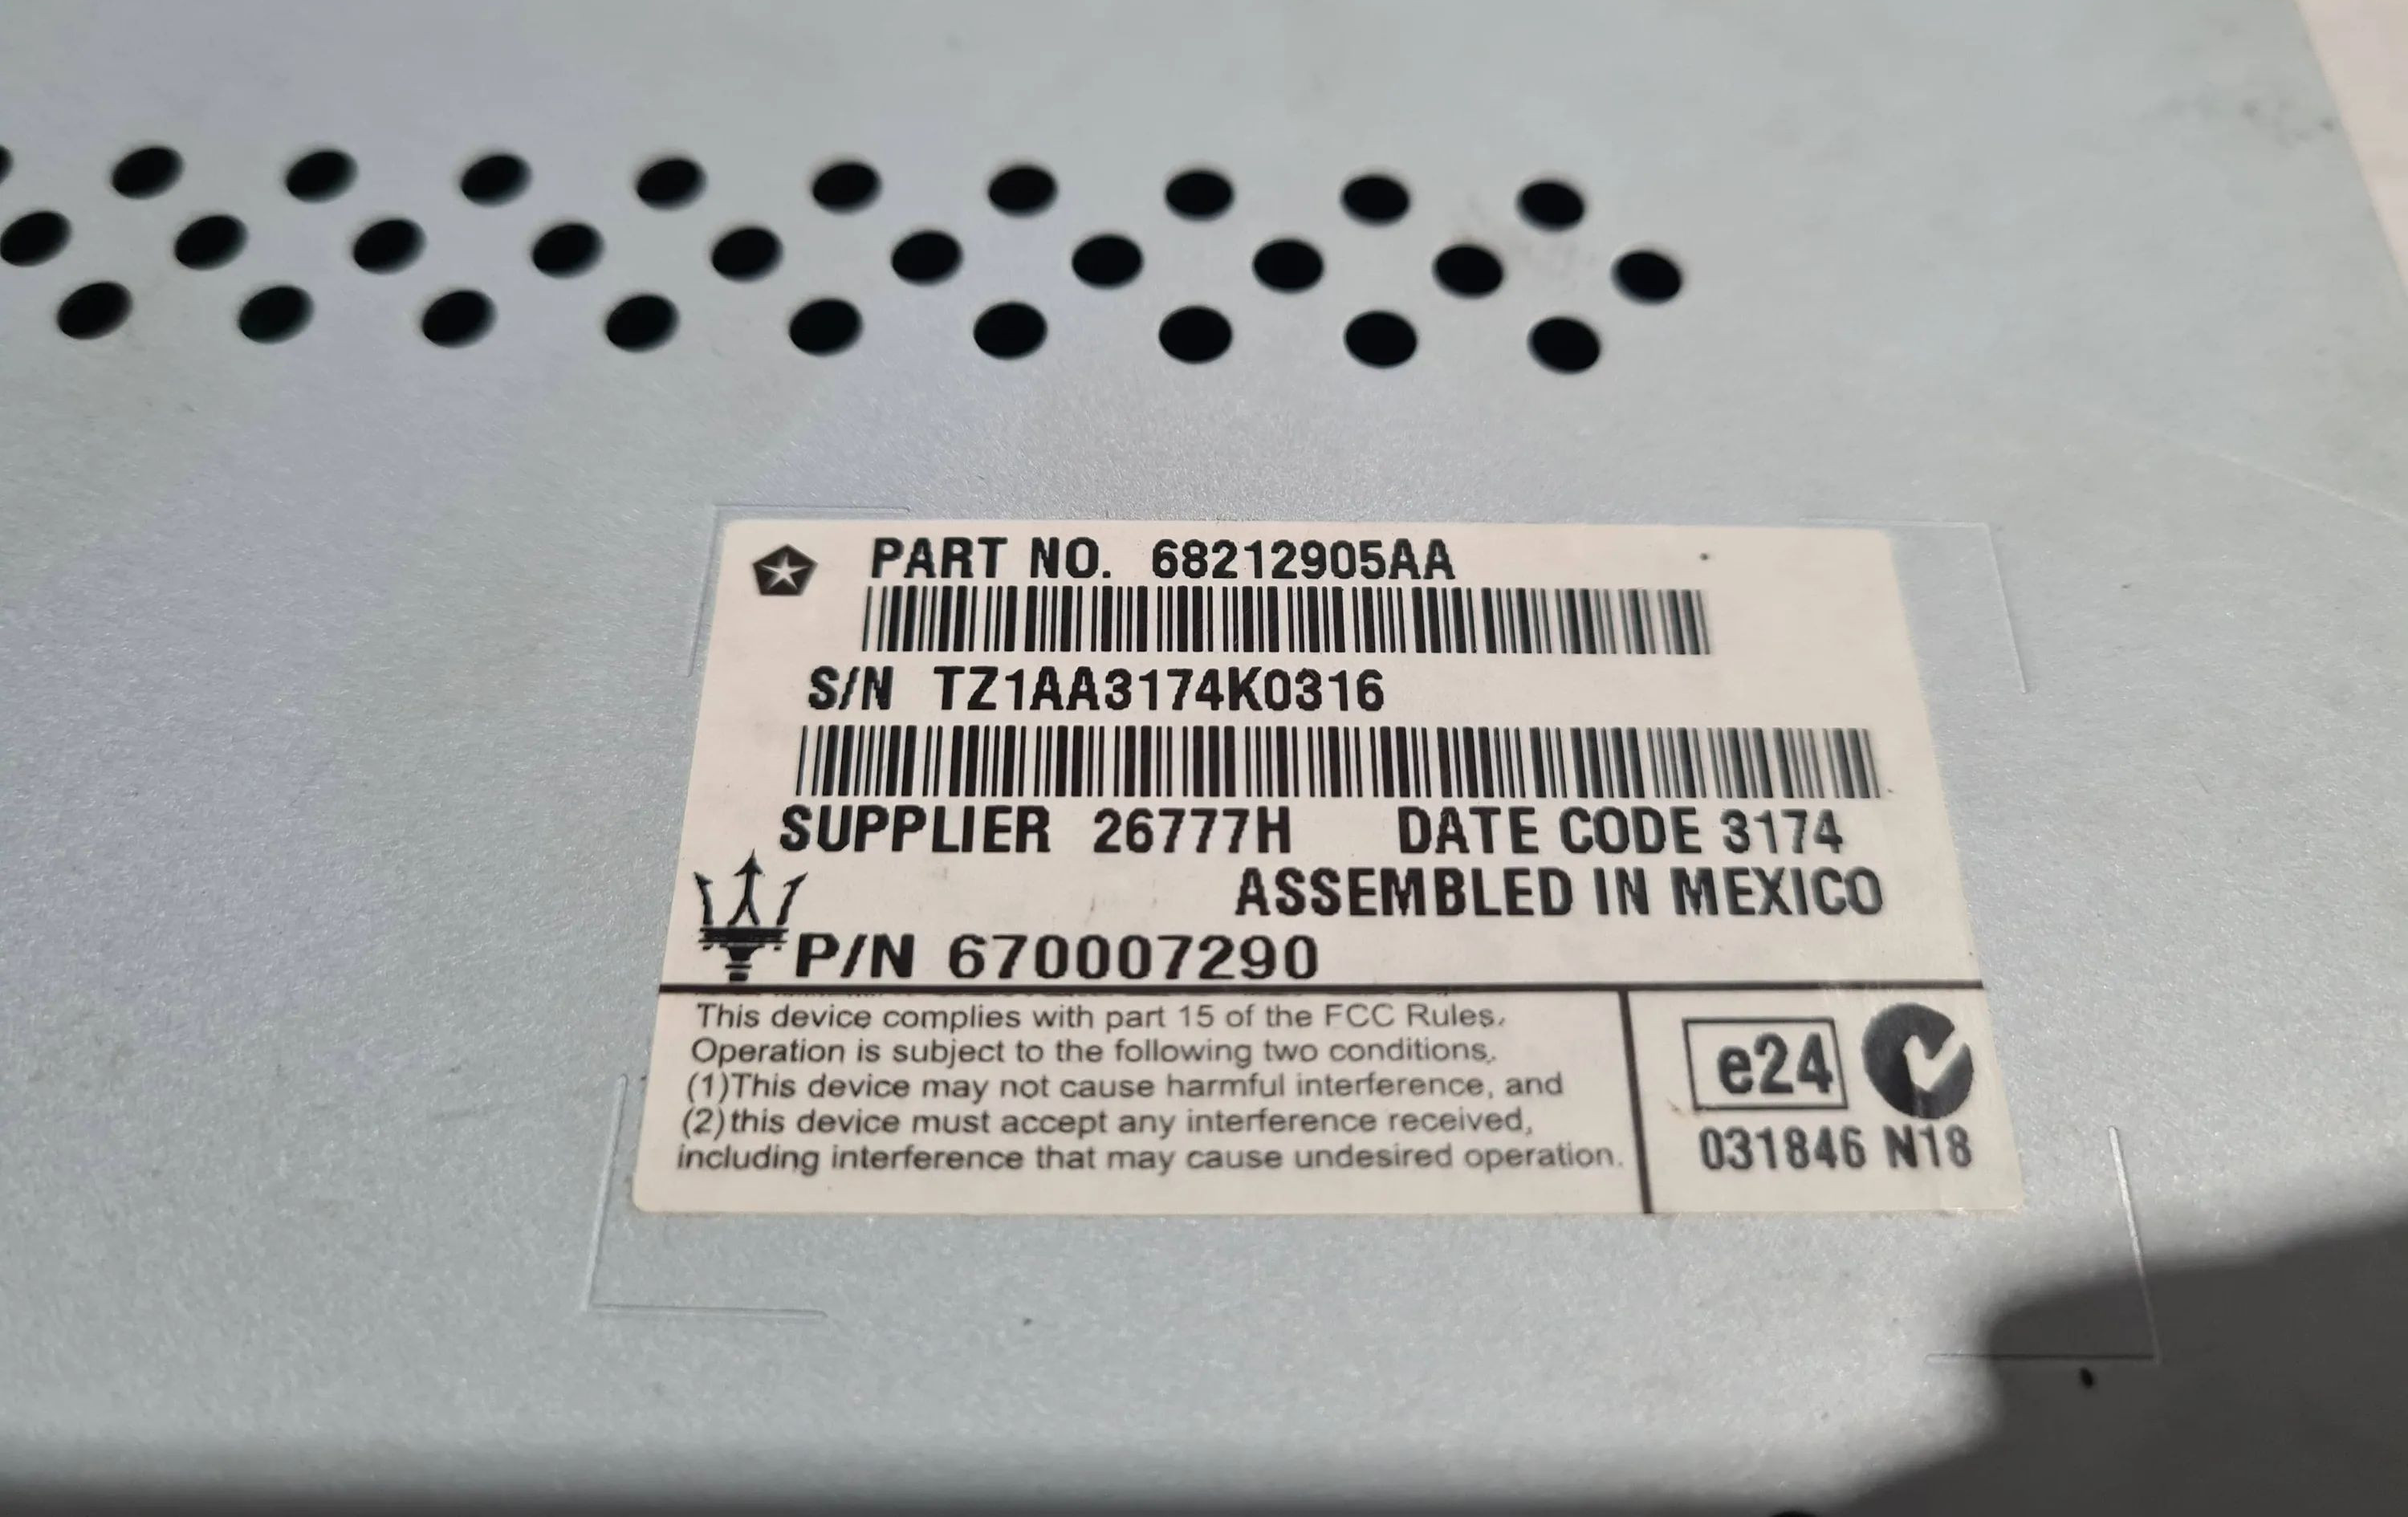 PART NO. 68212905AA
S/N TZ1AA3174K0316
SUPPLIER 26777H DATE CODE 3174
ASSEMBLED IN MEXICO
P/N 670007290
This device complies with part 15 of the FCC Rules.
Operation is subject to the following two conditions,
(1)This device may not cause harmful interference, and
(2)this device must accept any interference received,
including interference that may cause undesired operation.
e24
031846 N18